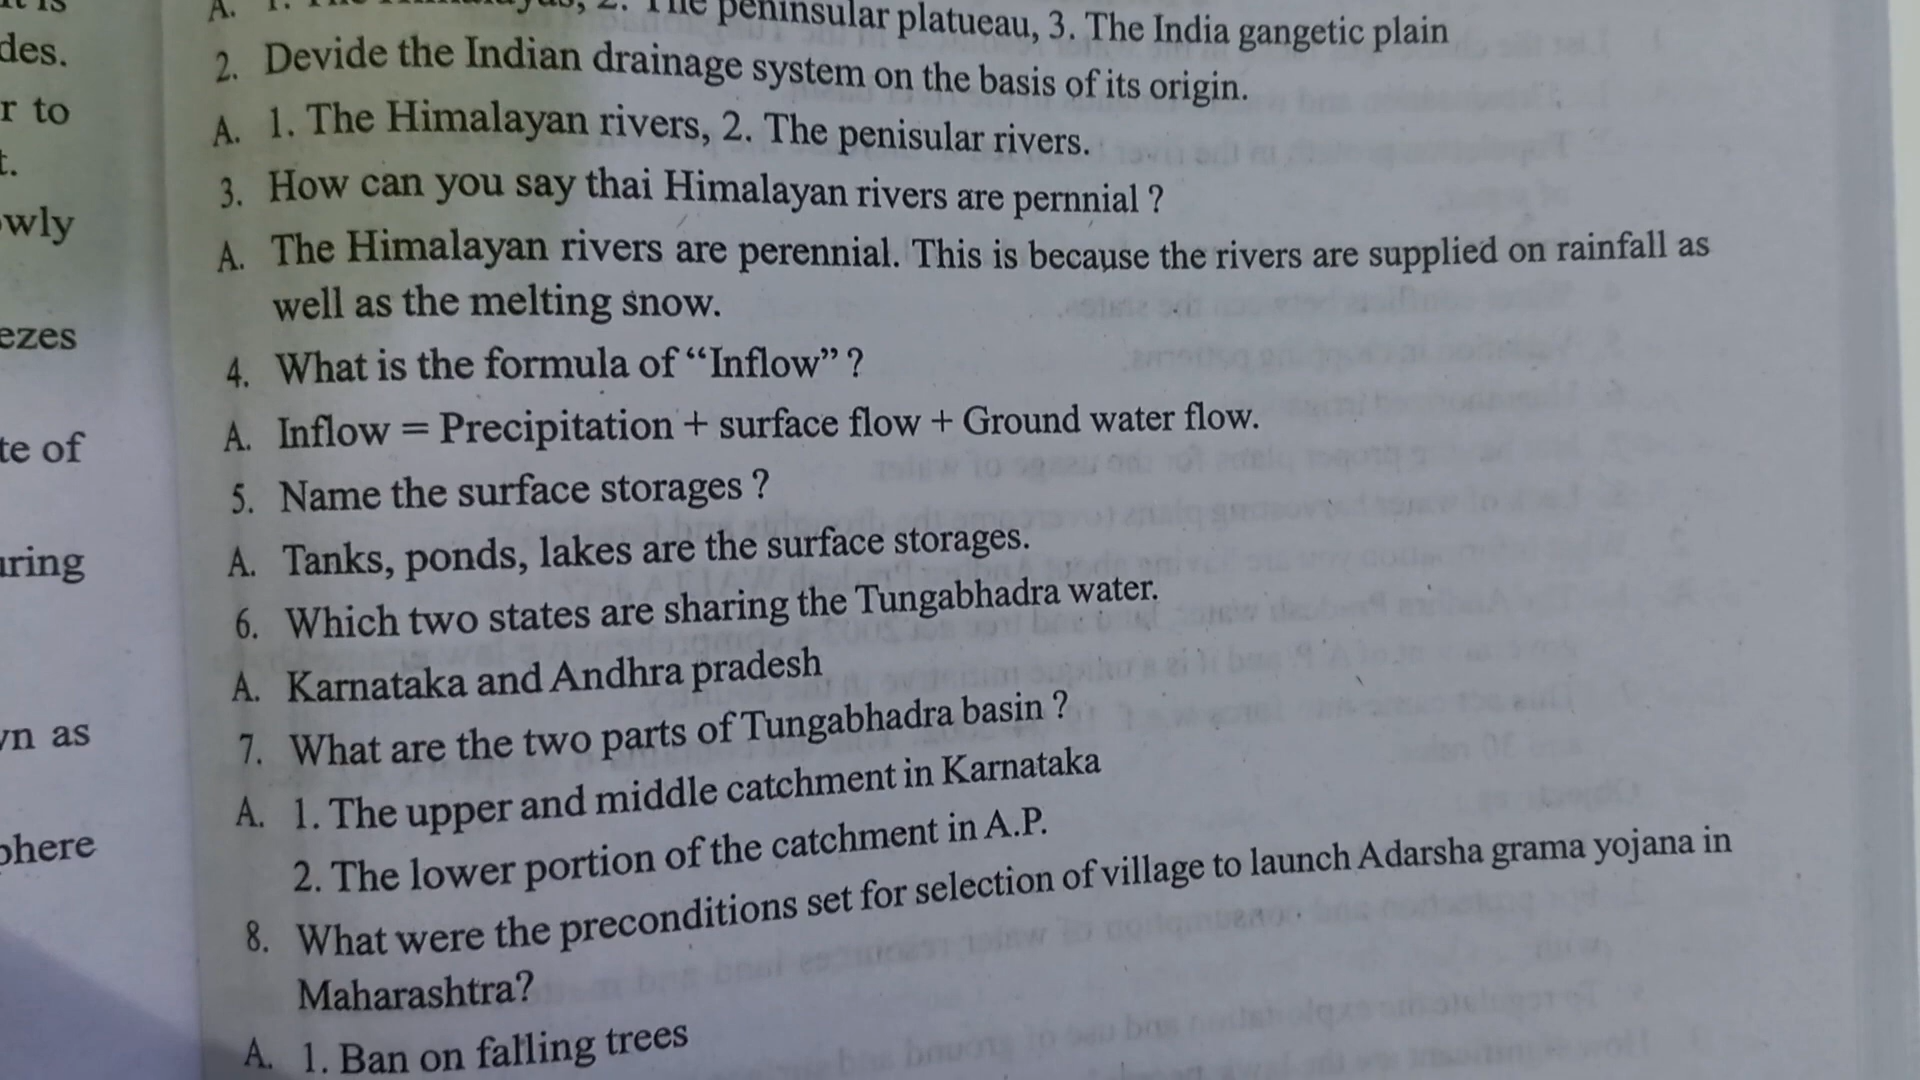 des.
r to
t.
wly
ezes
te of
uring
vn as
phere
A. 2. The peninsular platueau, 3. The India gangetic plain
2. Devide the Indian drainage system on the basis of its origin.
A. 1. The Himalayan rivers, 2. The penisular rivers.
3. How can you say thai Himalayan rivers are pernnial ?
A. The Himalayan rivers are perennial. This is because the rivers are supplied on rainfall as
well as the melting snow.
4. What is the formula of “Inflow” ?
A. Inflow = Precipitation + surface flow + Ground water flow.
5. Name the surface storages ?
A. Tanks, ponds, lakes are the surface storages.
6. Which two states are sharing the Tungabhadra water.
A. Karnataka and Andhra pradesh
7. What are the two parts of Tungabhadra basin ?
A. 1. The upper and middle catchment in Karnataka
2. The lower portion of the catchment in A.P.
8. What were the preconditions set for selection of village to launch Adarsha grama yojana in
Maharashtra?
A. 1. Ban on falling trees